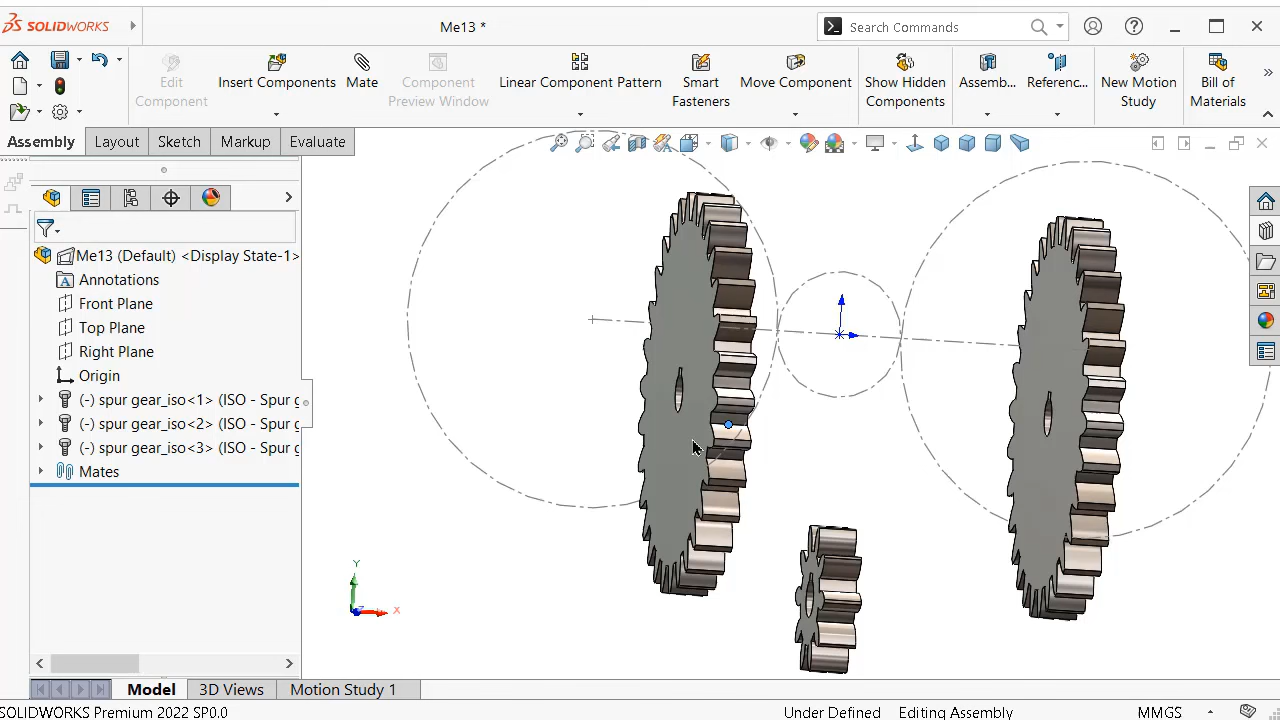 SOLIDWORKS
Me13 *
Search Commands
Edit Component
Insert Components
Mate
Component Preview Window
Linear Component Pattern
Smart Fasteners
Move Component
Show Hidden Components
Assemb...
Referenc...
New Motion Study
Bill of Materials
Assembly
Layout
Sketch
Markup
Evaluate
Me13 (Default) <Display State-1>
Annotations
Front Plane
Top Plane
Right Plane
Origin
(-) spur gear_iso<1> (ISO - Spur g
(-) spur gear_iso<2> (ISO - Spur g
(-) spur gear_iso<3> (ISO - Spur g
Mates
Y
X
Z
Model
3D Views
Motion Study 1
SOLIDWORKS Premium 2022 SP0.0
Under Defined
Editing Assembly
MMGS